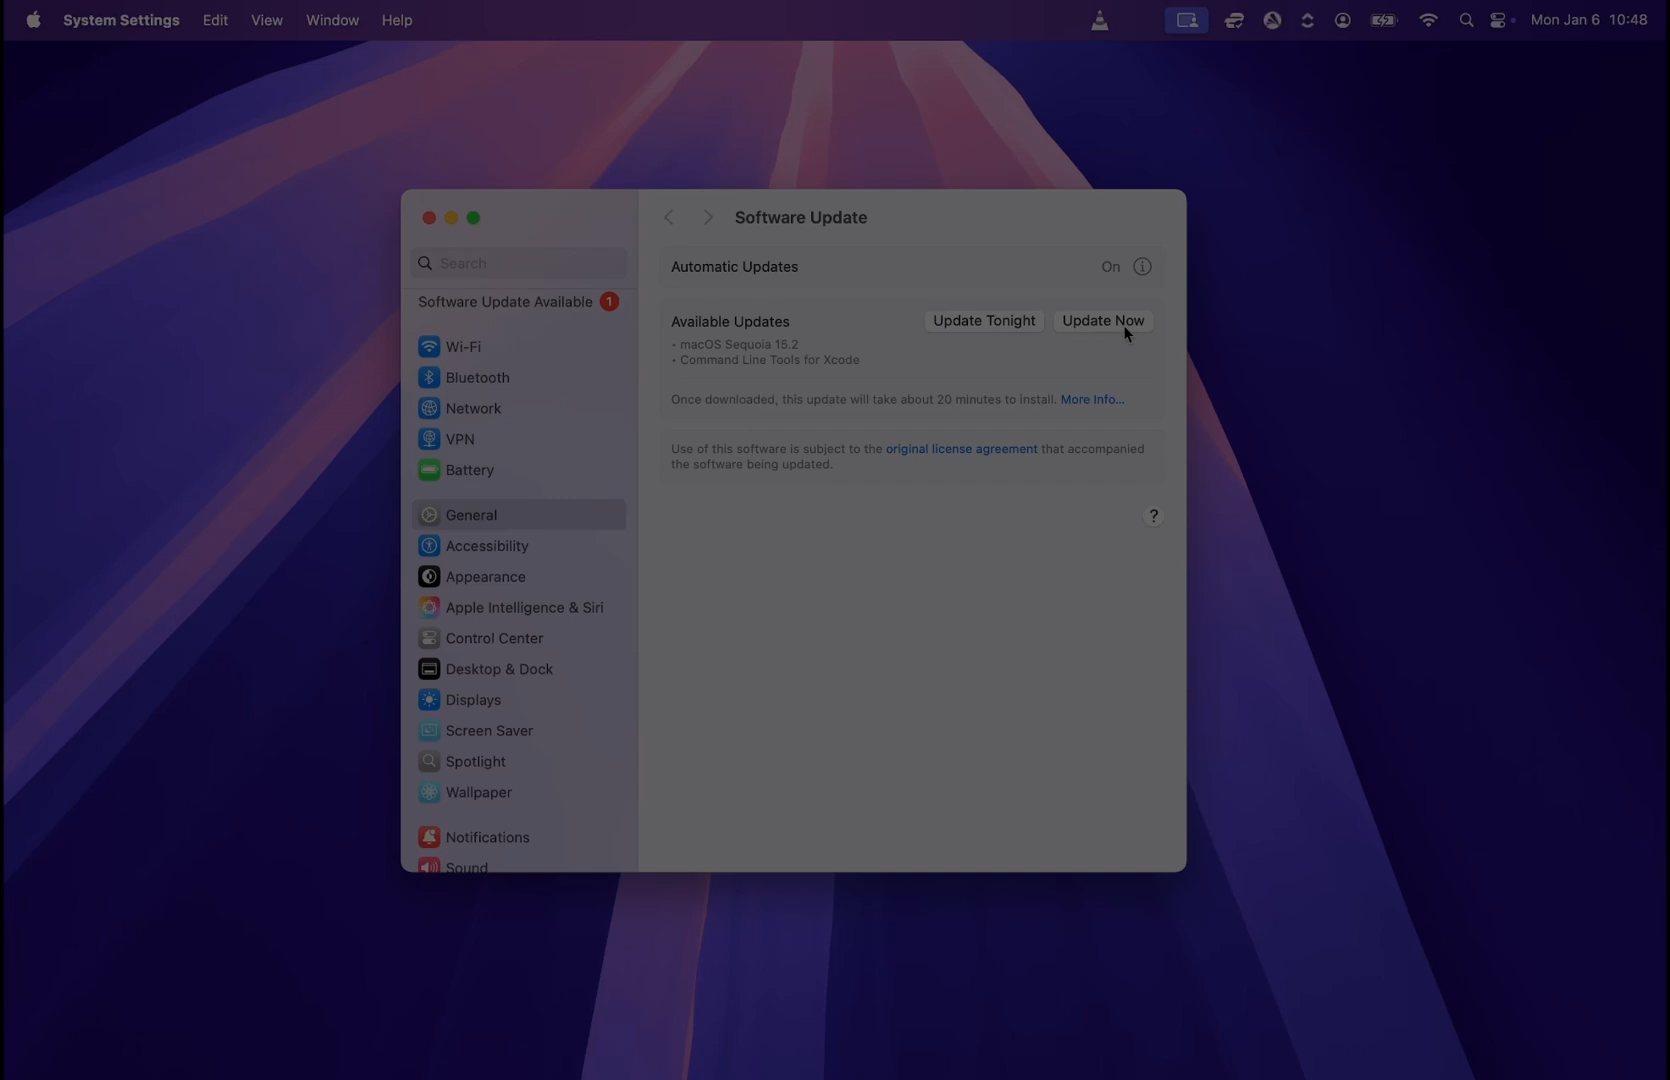 System Settings Edit View Window Help Mon Jan 6 10:48
Software Update
Search
Automatic Updates On
Software Update Available 1
Available Updates Update Tonight Update Now
• macOS Sequoia 15.2
• Command Line Tools for Xcode
Once downloaded, this update will take about 20 minutes to install. More Info...
Use of this software is subject to the original license agreement that accompanied
the software being updated.
?
Wi-Fi
Bluetooth
Network
VPN
Battery
General
Accessibility
Appearance
Apple Intelligence & Siri
Control Center
Desktop & Dock
Displays
Screen Saver
Spotlight
Wallpaper
Notifications
Sound